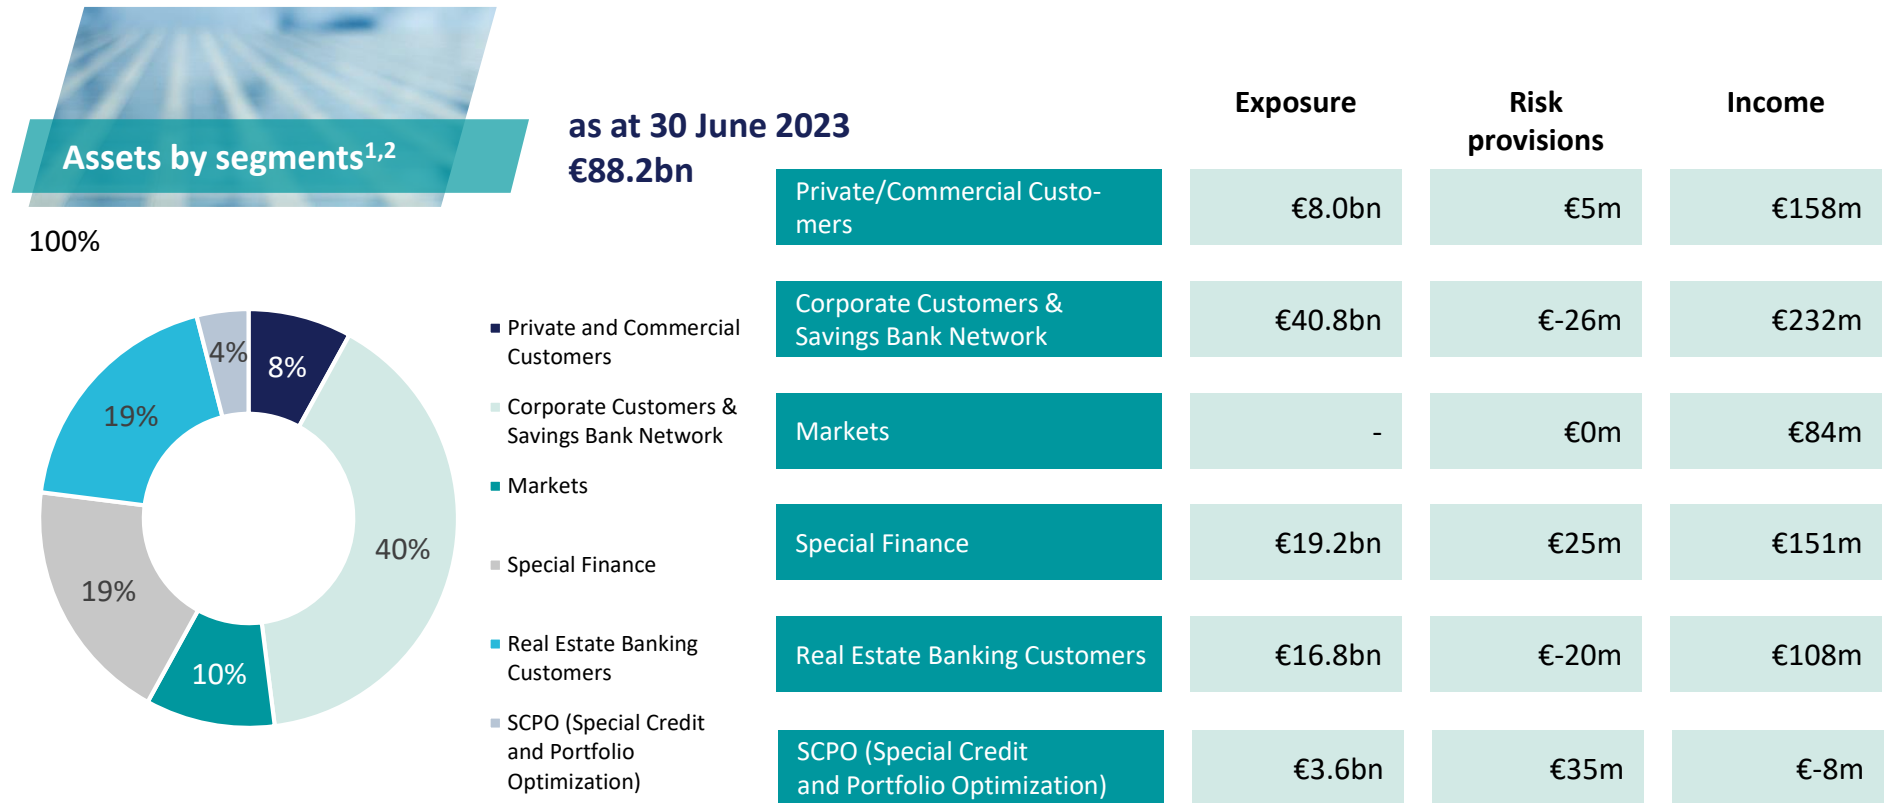 Assets by segments1,2
as at 30 June 2023
€88.2bn
100%
8%
40%
10%
19%
19%
4%
Private and Commercial
Customers
Corporate Customers &
Savings Bank Network
Markets
Special Finance
Real Estate Banking
Customers
SCPO (Special Credit
and Portfolio
Optimization)
Exposure
Risk
provisions
Income
Private/Commercial Custo-
mers
€8.0bn
€5m
€158m
Corporate Customers &
Savings Bank Network
€40.8bn
€-26m
€232m
Markets
-
€0m
€84m
Special Finance
€19.2bn
€25m
€151m
Real Estate Banking Customers
€16.8bn
€-20m
€108m
SCPO (Special Credit
and Portfolio Optimization)
€3.6bn
€35m
€-8m